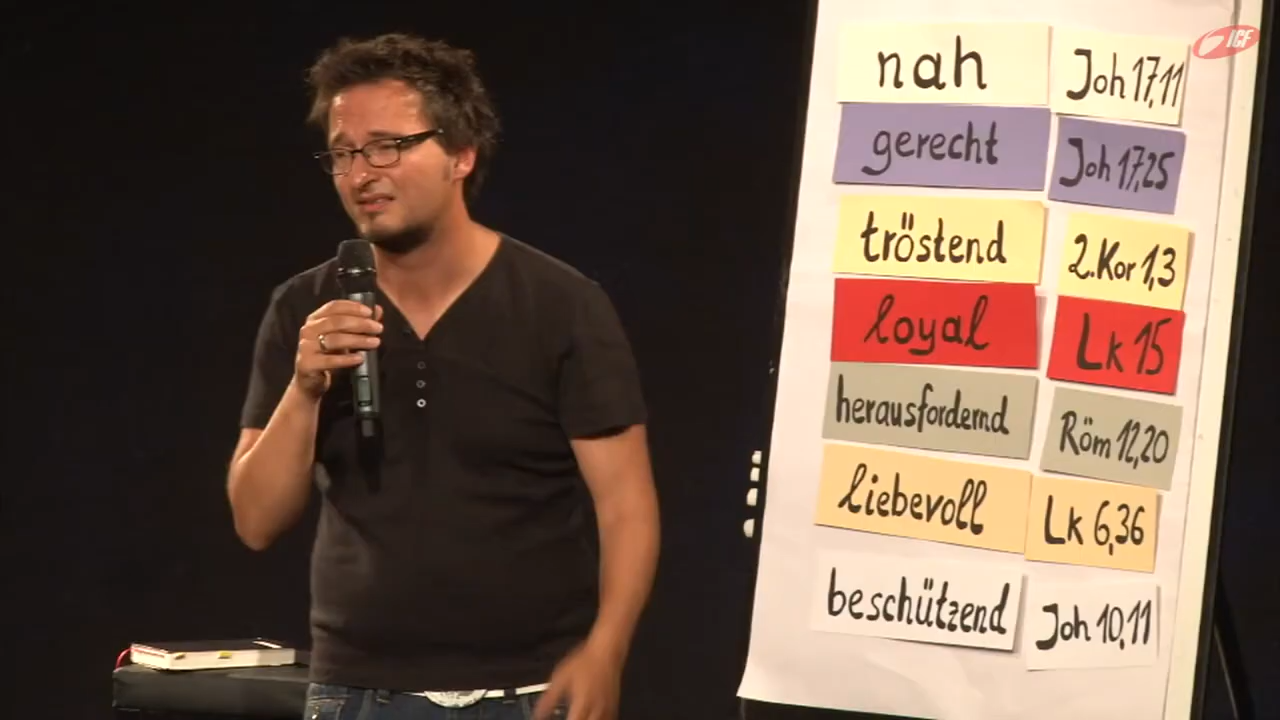 ICF
nah Joh 17,11
gerecht Joh 17,25
tröstend 2.Kor 1,3
loyal Lk 15
herausfordernd Röm 12,20
liebevoll Lk 6,36
beschützend Joh 10,11